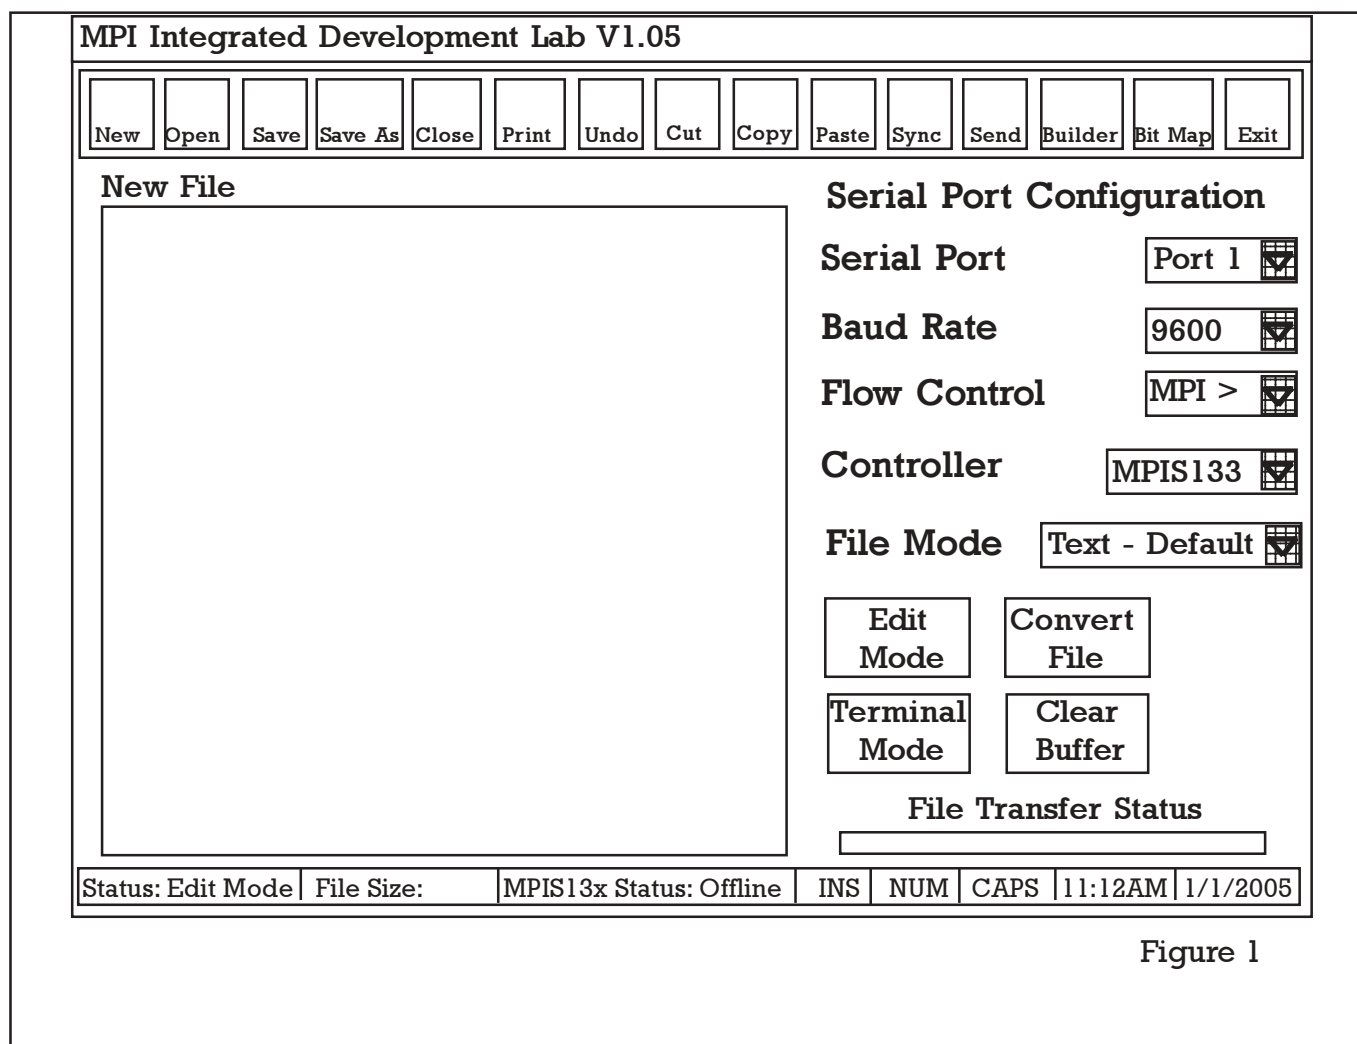 MPI Integrated Development Lab V1.05
New Open Save Save As Close Print Undo Cut Copy Paste Sync Send Builder Bit Map Exit
New File
Serial Port Configuration
Serial Port Port 1
Baud Rate 9600
Flow Control MPI >
Controller MPIS133
File Mode Text - Default
Edit Mode
Convert File
Terminal Mode
Clear Buffer
File Transfer Status
Status: Edit Mode File Size: MPIS13x Status: Offline INS NUM CAPS 11:12AM 1/1/2005
Figure 1